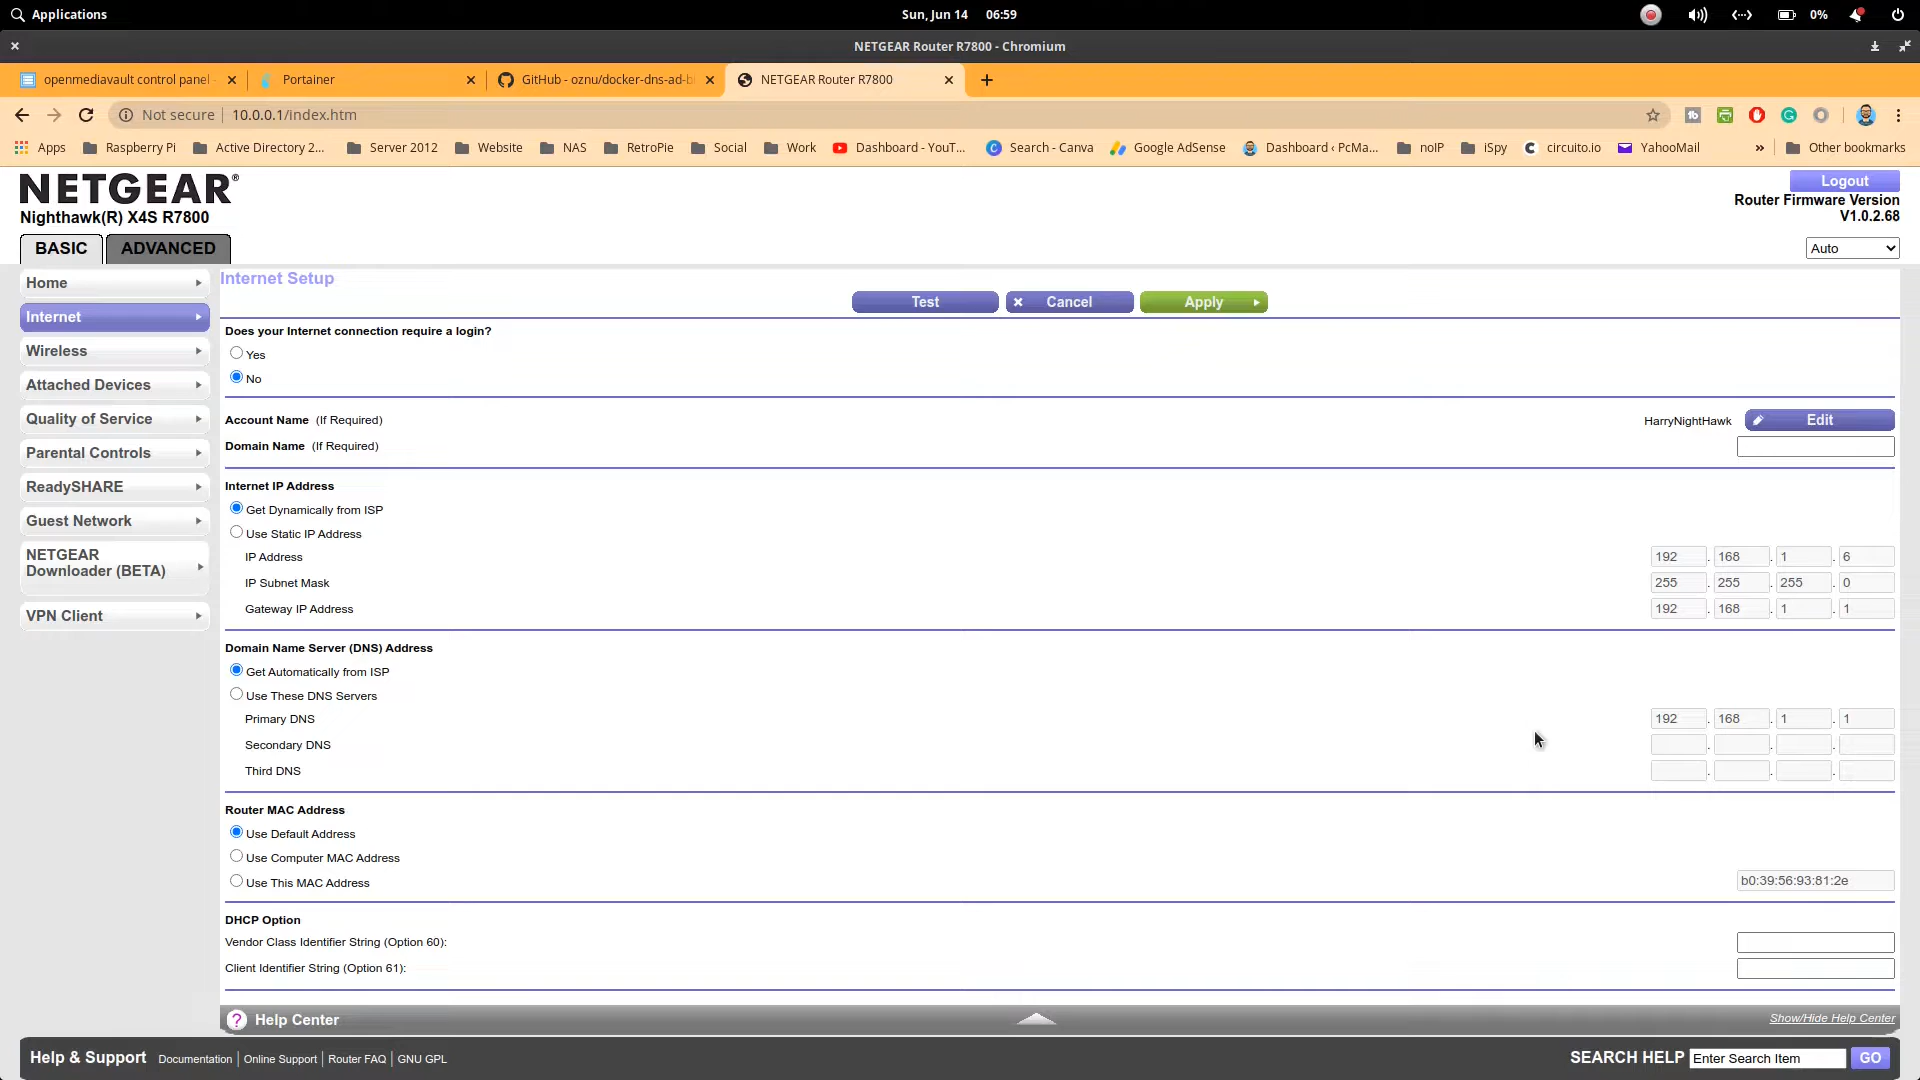 Applications
Sun, Jun 14 06:59
0%
NETGEAR Router R7800 - Chromium
openmediavault control panel
Portainer
GitHub - oznu/docker-dns-ad-b
NETGEAR Router R7800
Not secure 10.0.0.1/index.htm
Apps
Raspberry Pi
Active Directory 2...
Server 2012
Website
NAS
RetroPie
Social
Work
Dashboard - YouT...
Search - Canva
Google AdSense
Dashboard ‹ PcMa...
noIP
iSpy
circuito.io
YahooMail
»
Other bookmarks
NETGEAR®
Nighthawk(R) X4S R7800
Logout
Router Firmware Version
V1.0.2.68
BASIC
ADVANCED
Auto
Home
Internet
Wireless
Attached Devices
Quality of Service
Parental Controls
ReadySHARE
Guest Network
NETGEAR
Downloader (BETA)
VPN Client
Internet Setup
Test
Cancel
Apply
Does your Internet connection require a login?
Yes
No
Account Name (If Required)
HarryNightHawk
Edit
Domain Name (If Required)
Internet IP Address
Get Dynamically from ISP
Use Static IP Address
IP Address 192 . 168 . 1 . 6
IP Subnet Mask 255 . 255 . 255 . 0
Gateway IP Address 192 . 168 . 1 . 1
Domain Name Server (DNS) Address
Get Automatically from ISP
Use These DNS Servers
Primary DNS 192 . 168 . 1 . 1
Secondary DNS . . .
Third DNS . . .
Router MAC Address
Use Default Address
Use Computer MAC Address
Use This MAC Address
b0:39:56:93:81:2e
DHCP Option
Vendor Class Identifier String (Option 60):
Client Identifier String (Option 61):
? Help Center
Show/Hide Help Center
Help & Support Documentation | Online Support | Router FAQ | GNU GPL
SEARCH HELP Enter Search Item GO